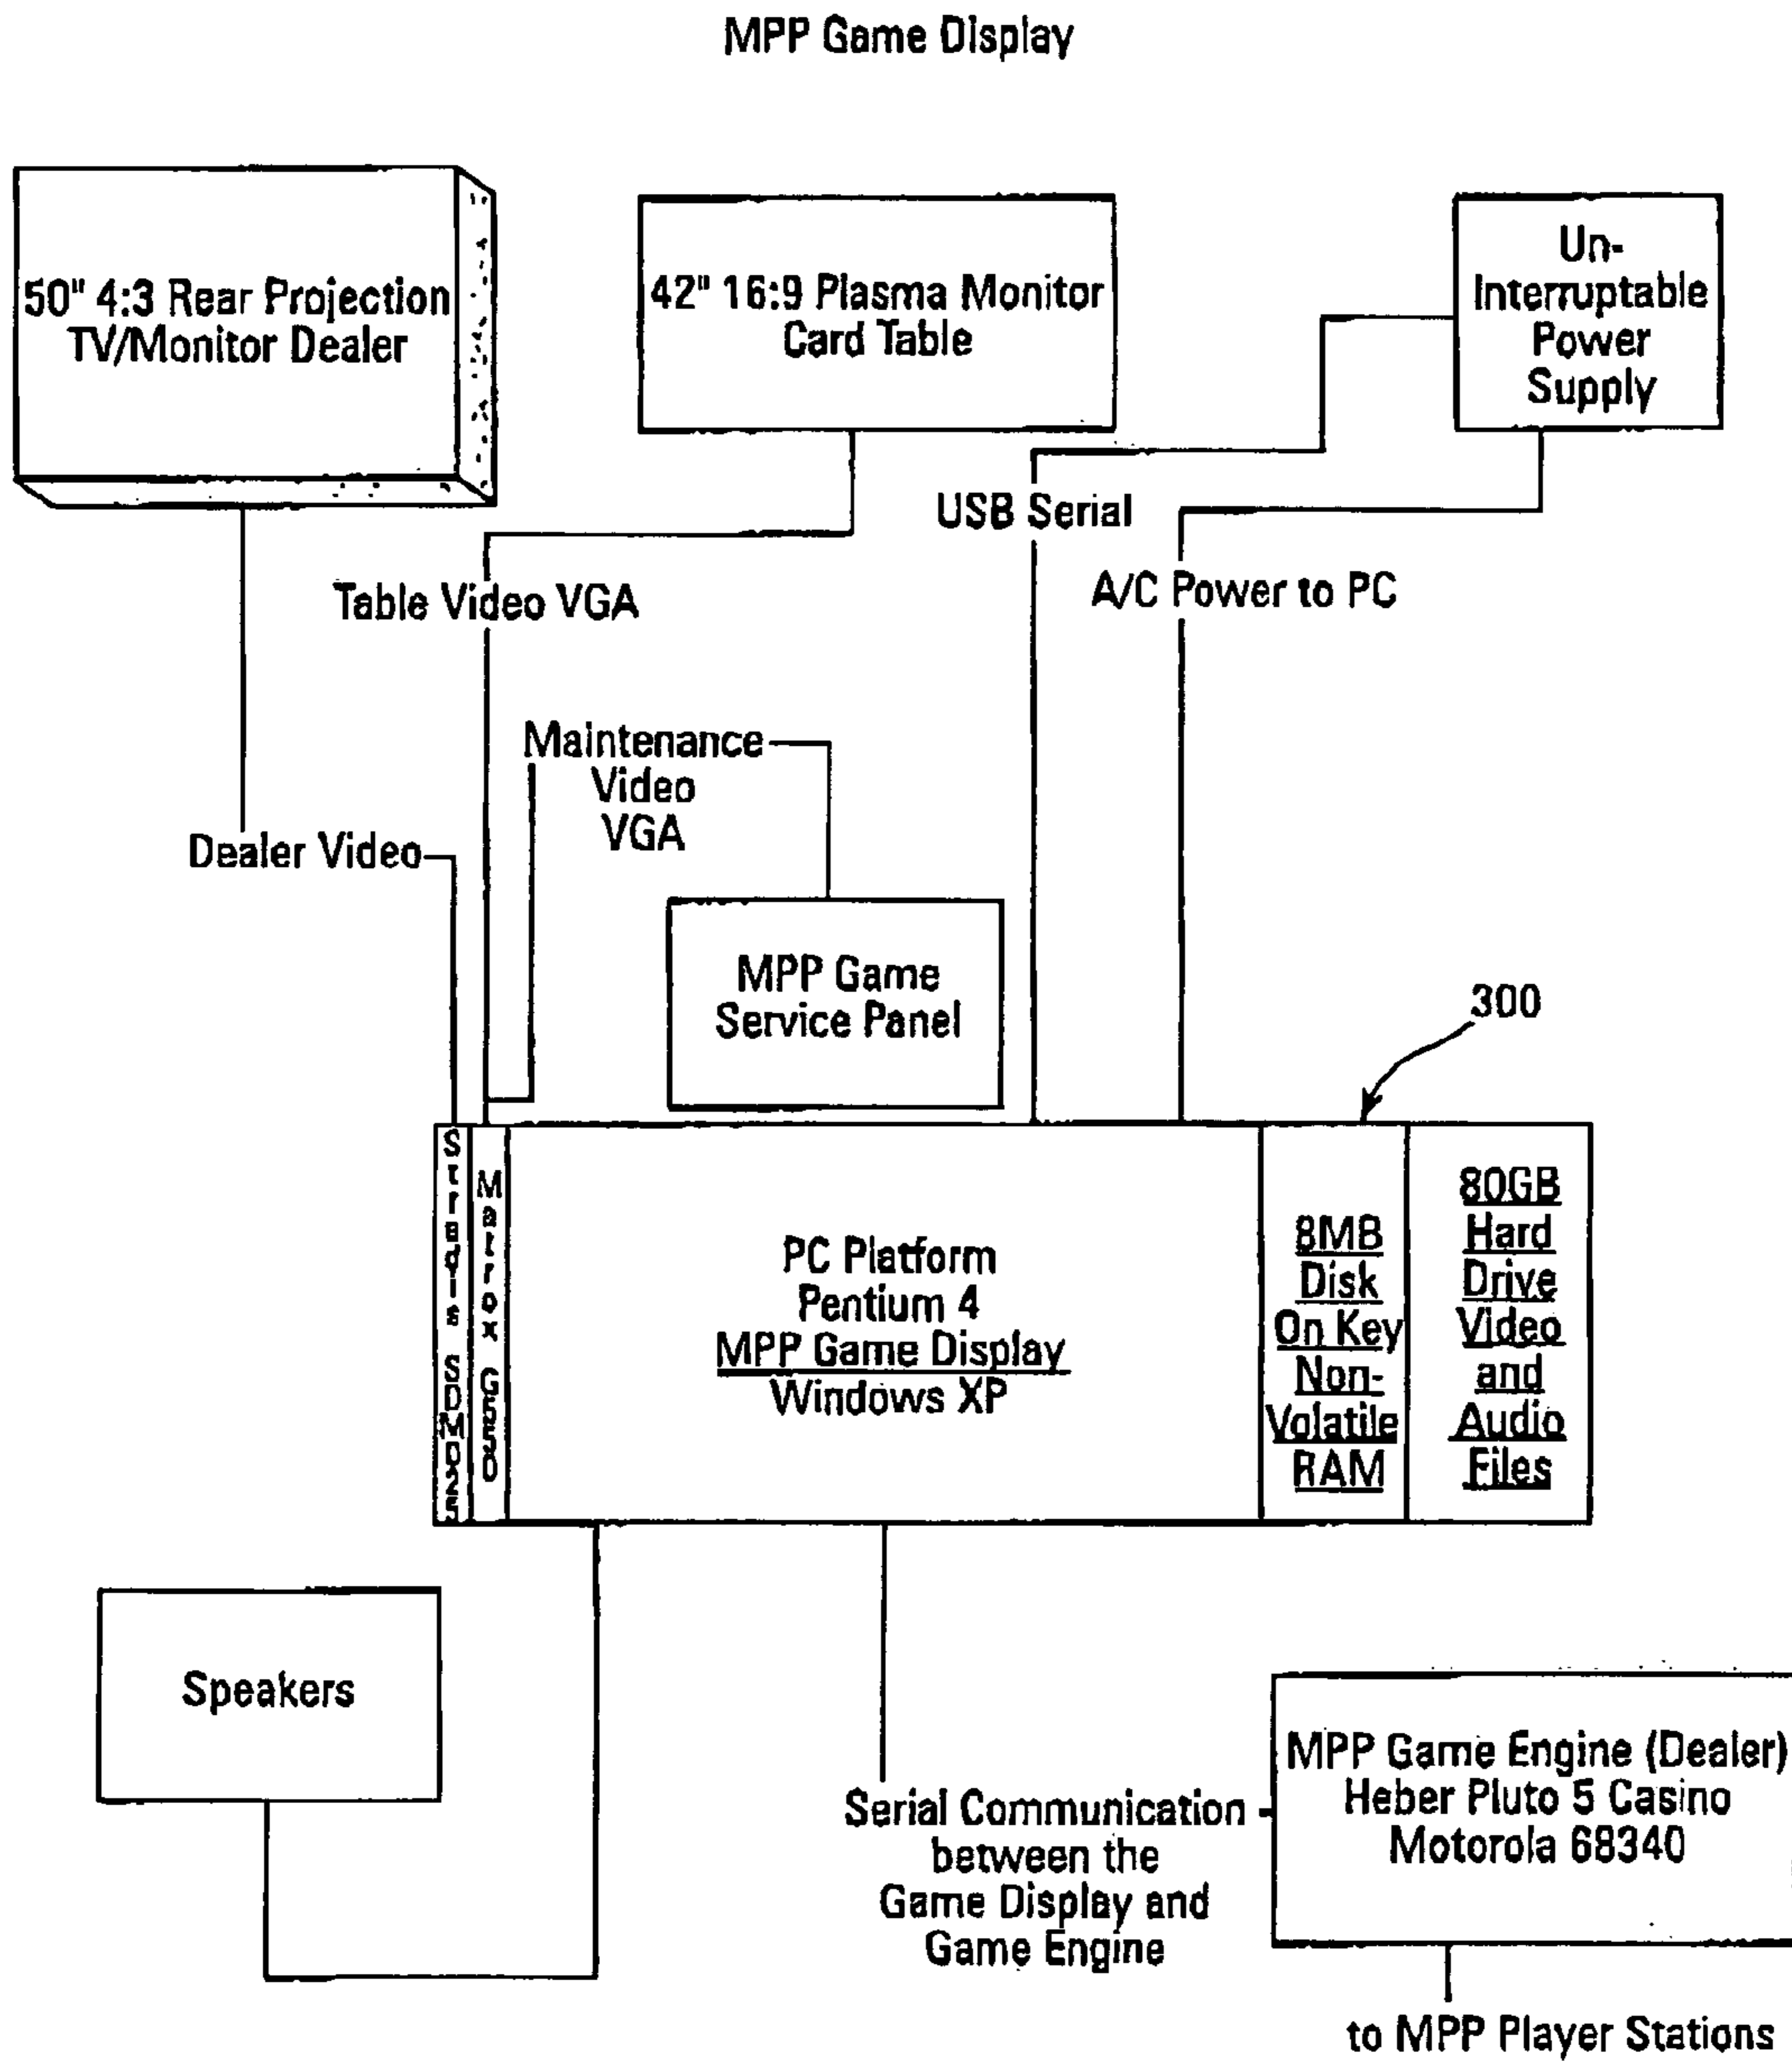 MPP Game Display
50" 4:3 Rear Projection
TV/Monitor Dealer
42" 16:9 Plasma Monitor
Card Table
Un-
Interruptable
Power
Supply
USB Serial
Table Video VGA
A/C Power to PC
Maintenance
Video
VGA
Dealer Video
MPP Game
Service Panel
300
Matrox G550
PC Platform
Pentium 4
MPP Game Display
Windows XP
8MB
Disk
On Key
Non-
Volatile
RAM
80GB
Hard
Drive
Video
and
Audio
Files
Speakers
MPP Game Engine (Dealer)
Heber Pluto 5 Casino
Motorola 68340
Serial Communication
between the
Game Display and
Game Engine
to MPP Player Stations